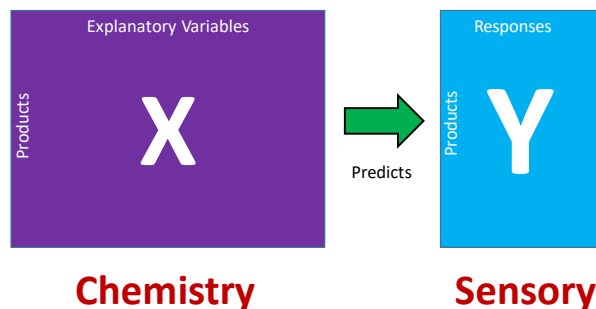 Explanatory Variables
Products
X
Predicts
Responses
Products
Y
Chemistry
Sensory